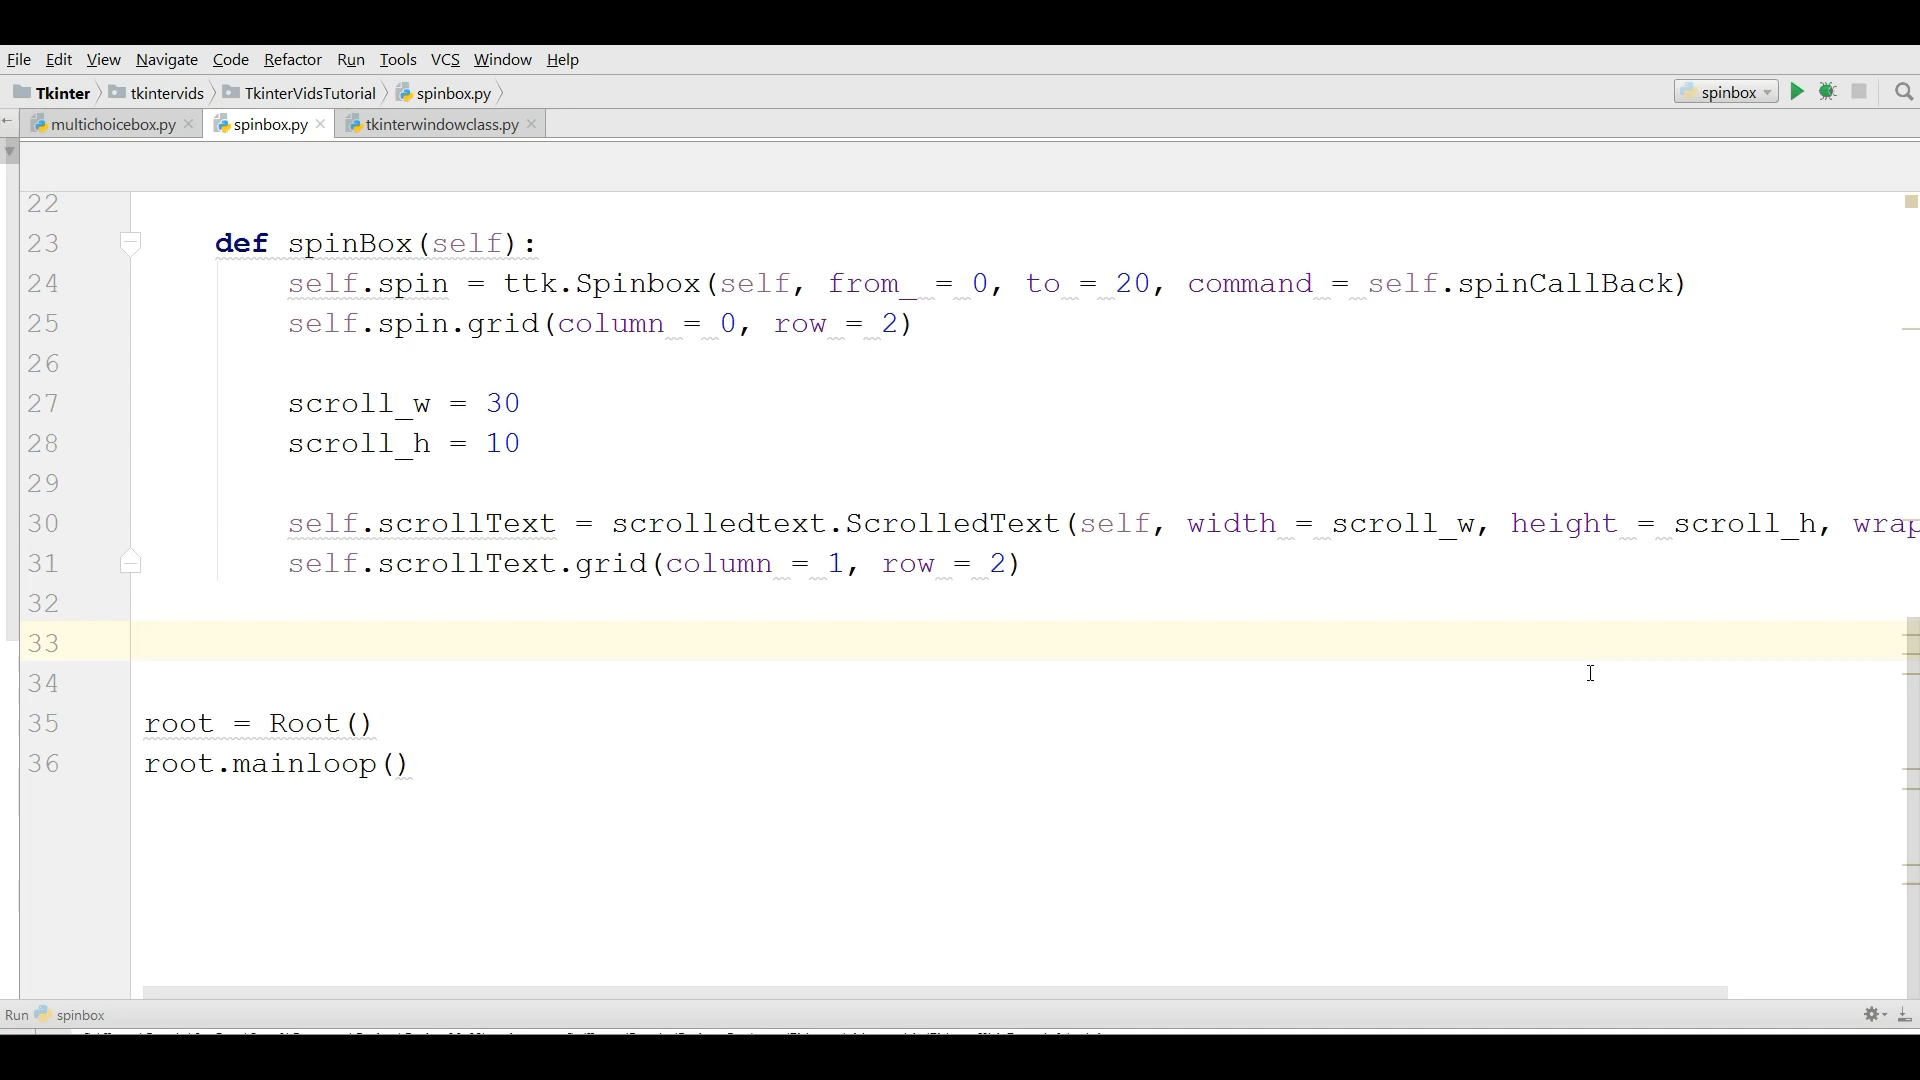 File Edit View Navigate Code Refactor Run Tools VCS Window Help
Tkinter tkintervids TkinterVidsTutorial spinbox.py spinbox
multichoicebox.py spinbox.py tkinterwindowclass.py
22
23 def spinBox(self):
24 self.spin = ttk.Spinbox(self, from_ = 0, to = 20, command = self.spinCallBack)
25 self.spin.grid(column = 0, row = 2)
26
27 scroll_w = 30
28 scroll_h = 10
29
30 self.scrollText = scrolledtext.ScrolledText(self, width = scroll_w, height = scroll_h, wrap
31 self.scrollText.grid(column = 1, row = 2)
32
33
34
35 root = Root()
36 root.mainloop()
Run spinbox